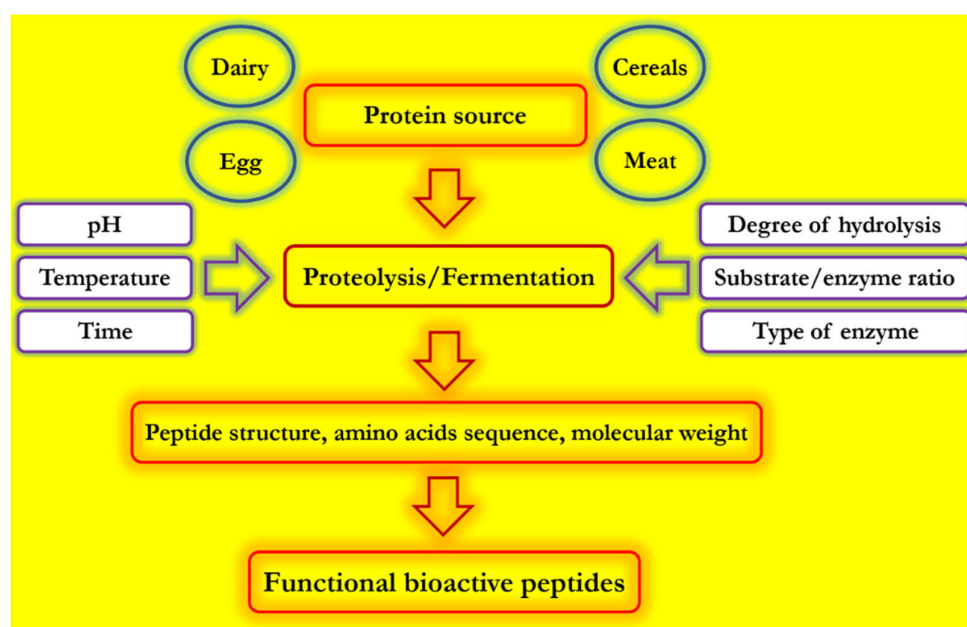 Dairy
Cereals
Protein source
Egg
Meat
pH
Degree of hydrolysis
Temperature
Proteolysis/Fermentation
Substrate/enzyme ratio
Time
Type of enzyme
Peptide structure, amino acids sequence, molecular weight
Functional bioactive peptides